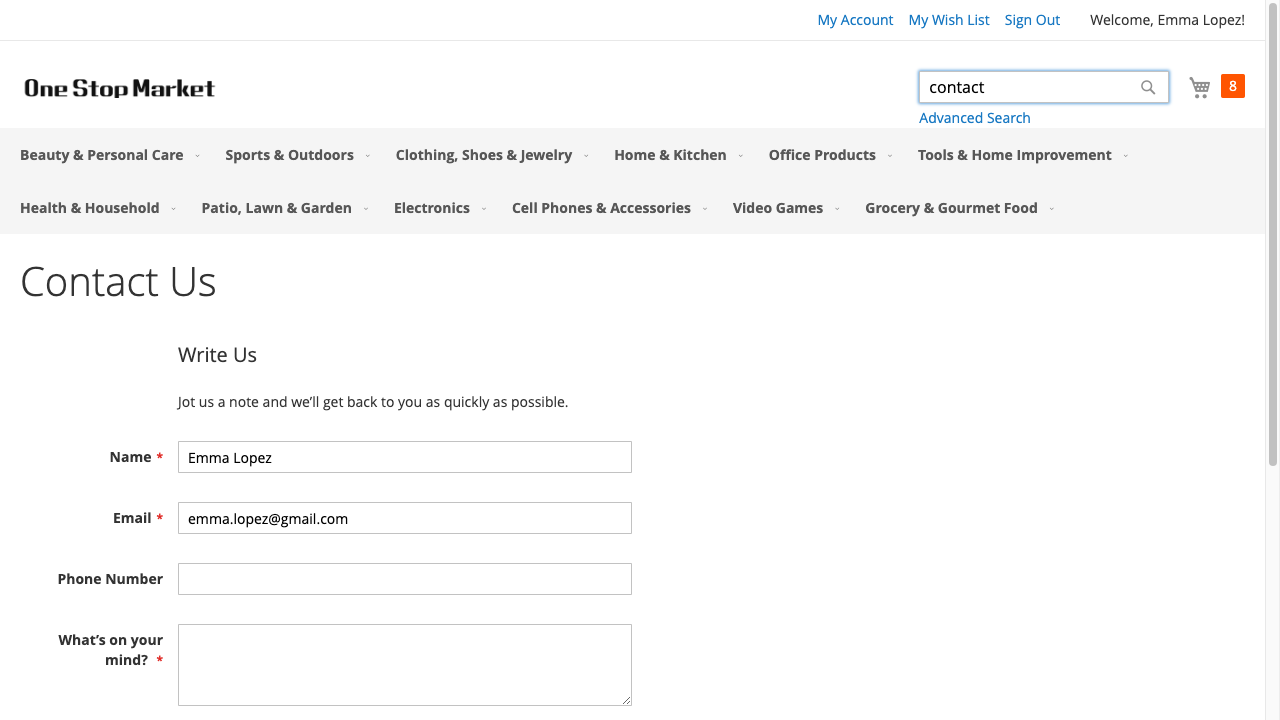 My Account My Wish List Sign Out Welcome, Emma Lopez!
One Stop Market
contact
8
Advanced Search
Beauty & Personal Care Sports & Outdoors Clothing, Shoes & Jewelry Home & Kitchen Office Products Tools & Home Improvement
Health & Household Patio, Lawn & Garden Electronics Cell Phones & Accessories Video Games Grocery & Gourmet Food
Contact Us
Write Us
Jot us a note and we’ll get back to you as quickly as possible.
Name * Emma Lopez
Email * emma.lopez@gmail.com
Phone Number
What’s on your
mind? *